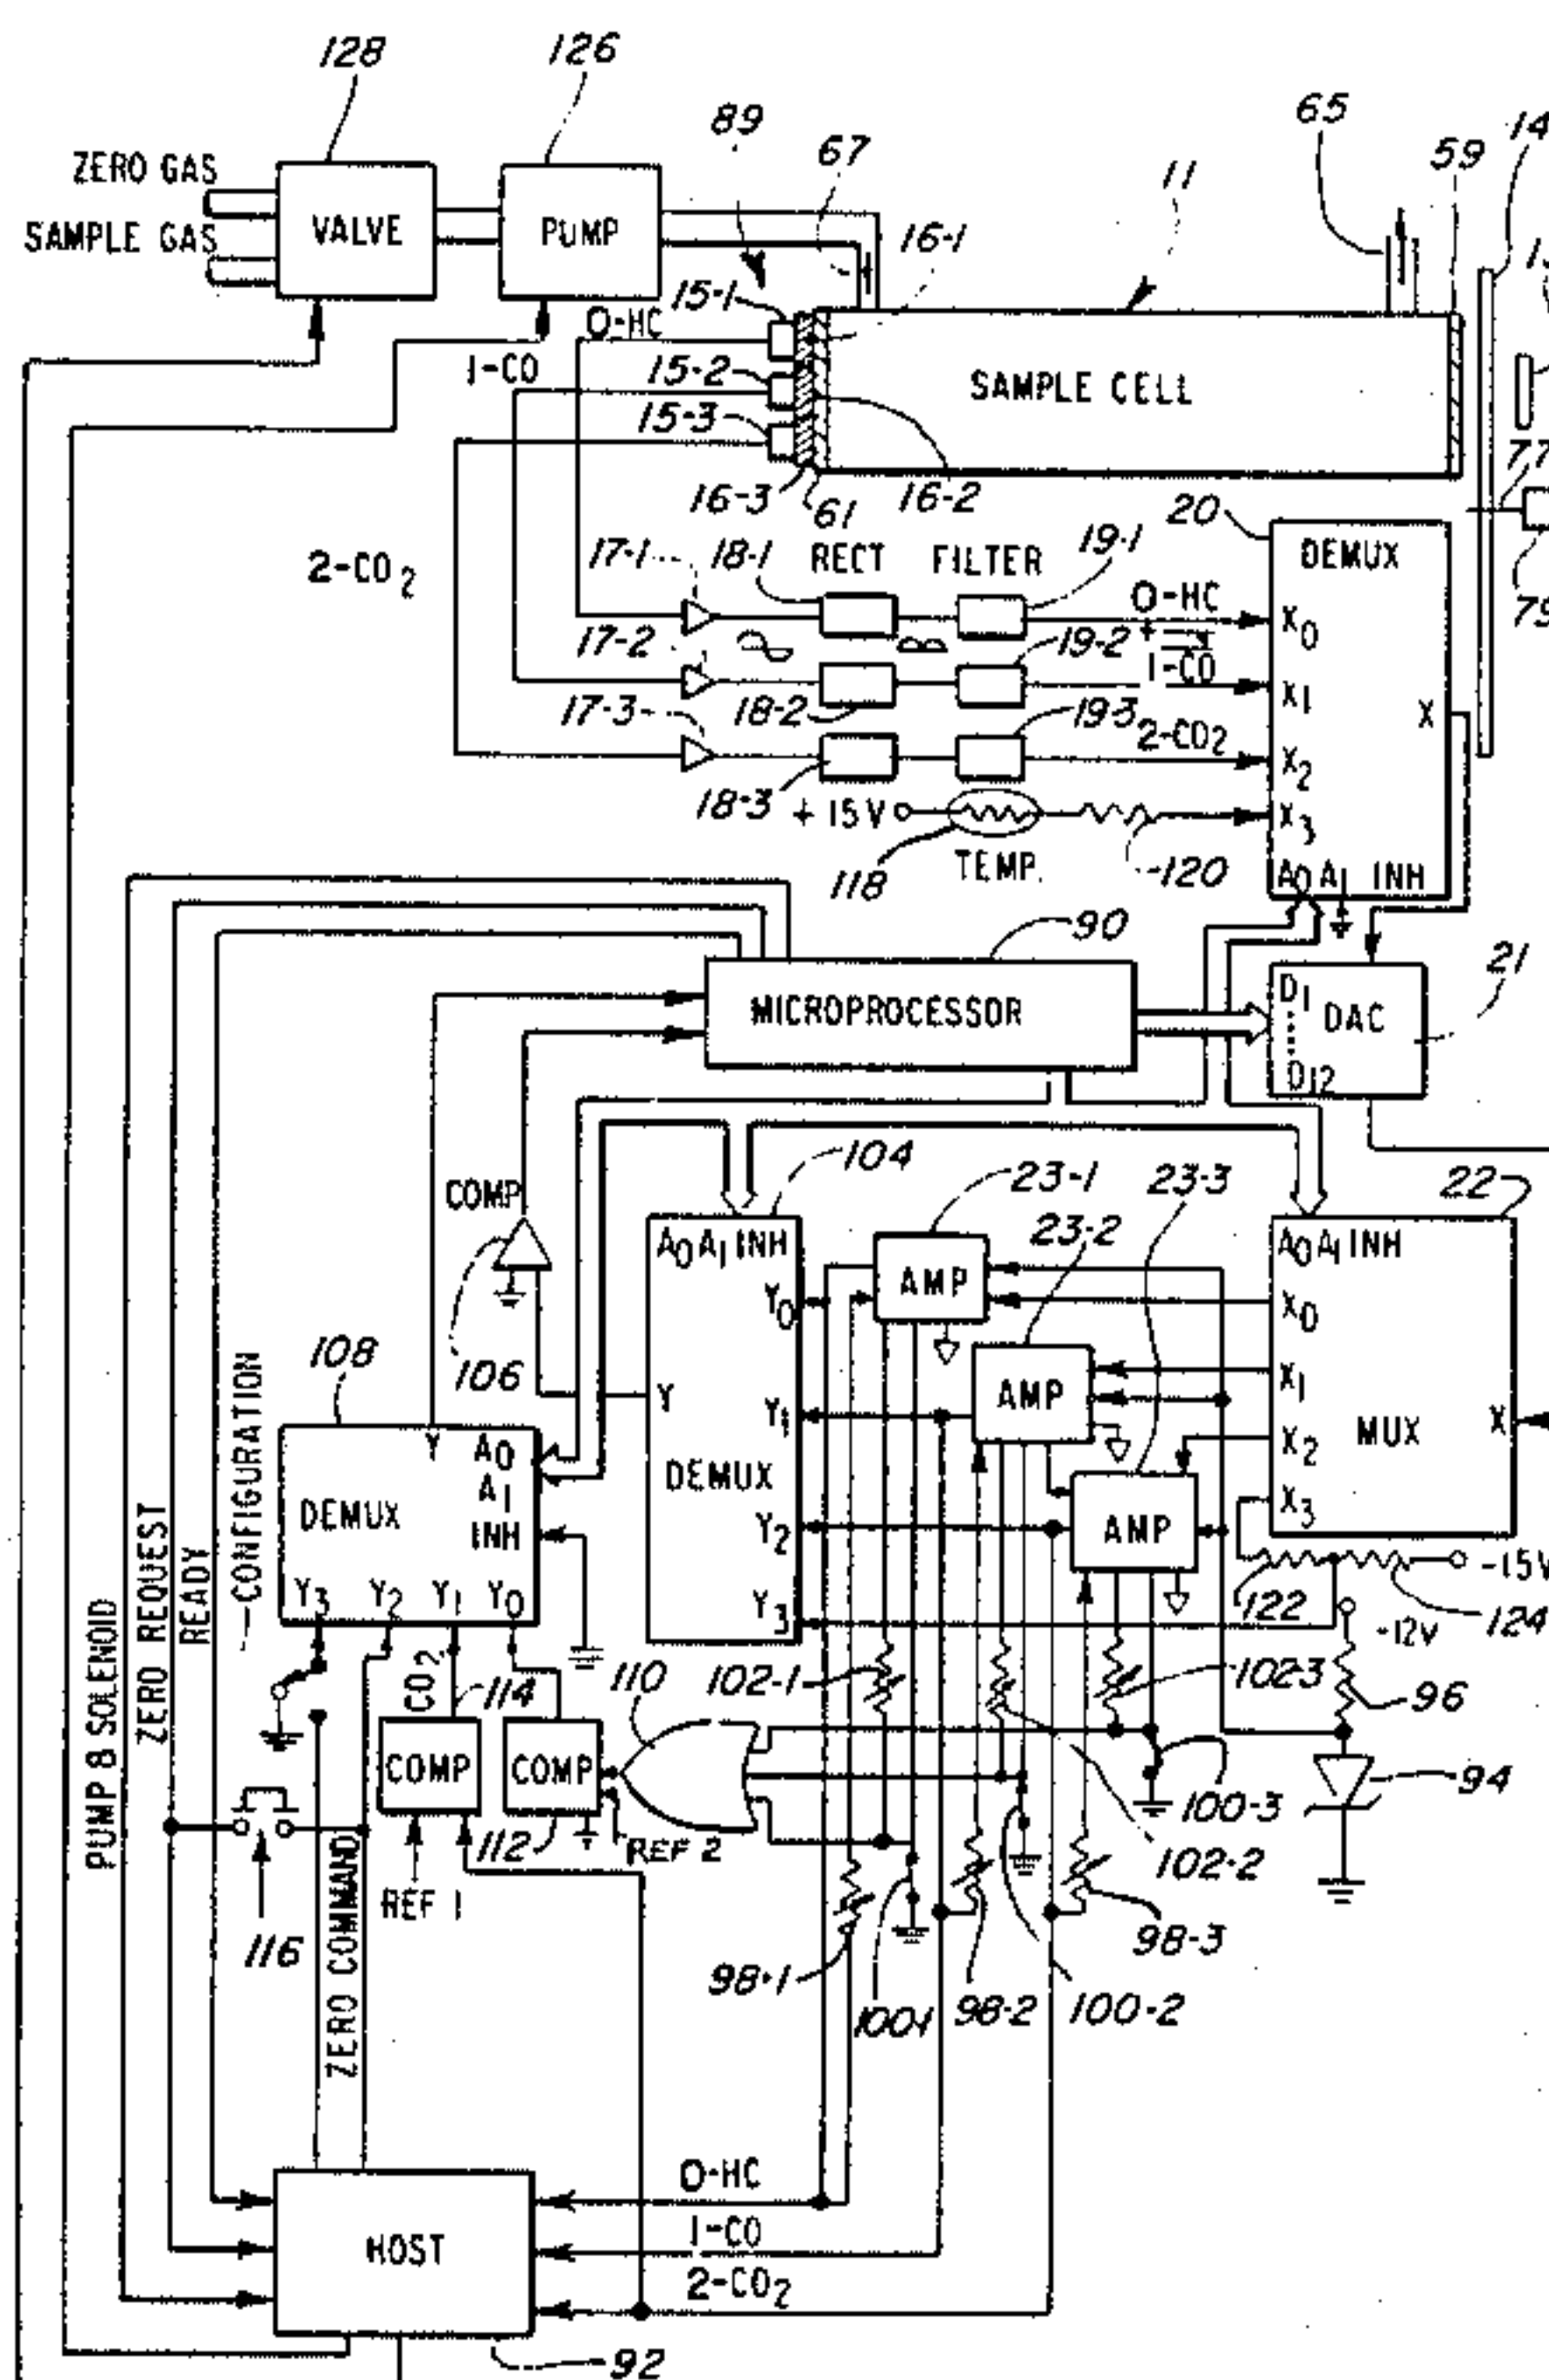 128
126
89
67
65
14
59
11
ZERO GAS
SAMPLE GAS
VALVE
PUMP
16-1
15-1
0-HC
1-CO
15-2
15-3
SAMPLE CELL
77
16-3
61
16-2
20
79
2-CO2
17-1
18-1
RECT
FILTER
19-1
DEMUX
0-HC
X0
17-2
19-2
1-CO
X1
X
17-3
18-2
19-3
2-CO2
X2
18-3
+15V
X3
118
TEMP.
120
A0 A1 INH
90
21
MICROPROCESSOR
D1
DAC
D12
104
23-1
23-3
22
COMP
23-2
A0 A1 INH
A0 A1 INH
Y0
AMP
X0
108
106
Y
Y1
AMP
X1
MUX
X
CONFIGURATION
Y
A0
A1
DEMUX
INH
DEMUX
X2
X3
Y2
AMP
Y3
Y2
Y1
Y0
Y3
-15V
122
124
-12V
PUMP & SOLENOID
ZERO REQUEST
READY
CO2
114
110
102-1
1023
96
COMP
COMP
94
100-3
112
REF 2
102-2
REF 1
116
98-1
1001
98-2
100-2
98-3
ZERO COMMAND
0-HC
1-CO
2-CO2
HOST
92